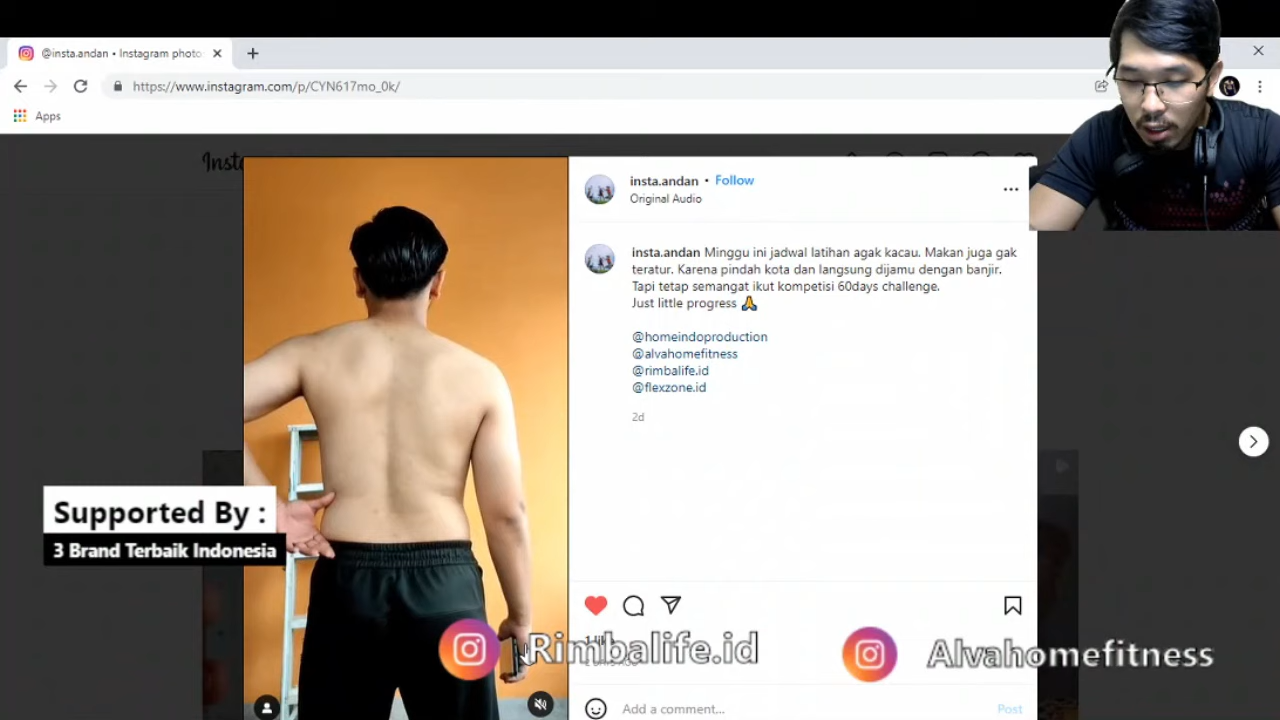 @insta.andan • Instagram photo
https://www.instagram.com/p/CYN617mo_0k/
Apps
Inst
insta.andan • Follow
Original Audio
insta.andan Minggu ini jadwal latihan agak kacau. Makan juga gak
teratur. Karena pindah kota dan langsung dijamu dengan banjir.
Tapi tetap semangat ikut kompetisi 60days challenge.
Just little progress 🙏
@homeindoproduction
@alvahomefitness
@rimbalife.id
@flexzone.id
2d
Supported By :
3 Brand Terbaik Indonesia
Rimbalife.id
Alvahomefitness
Add a comment...
Post